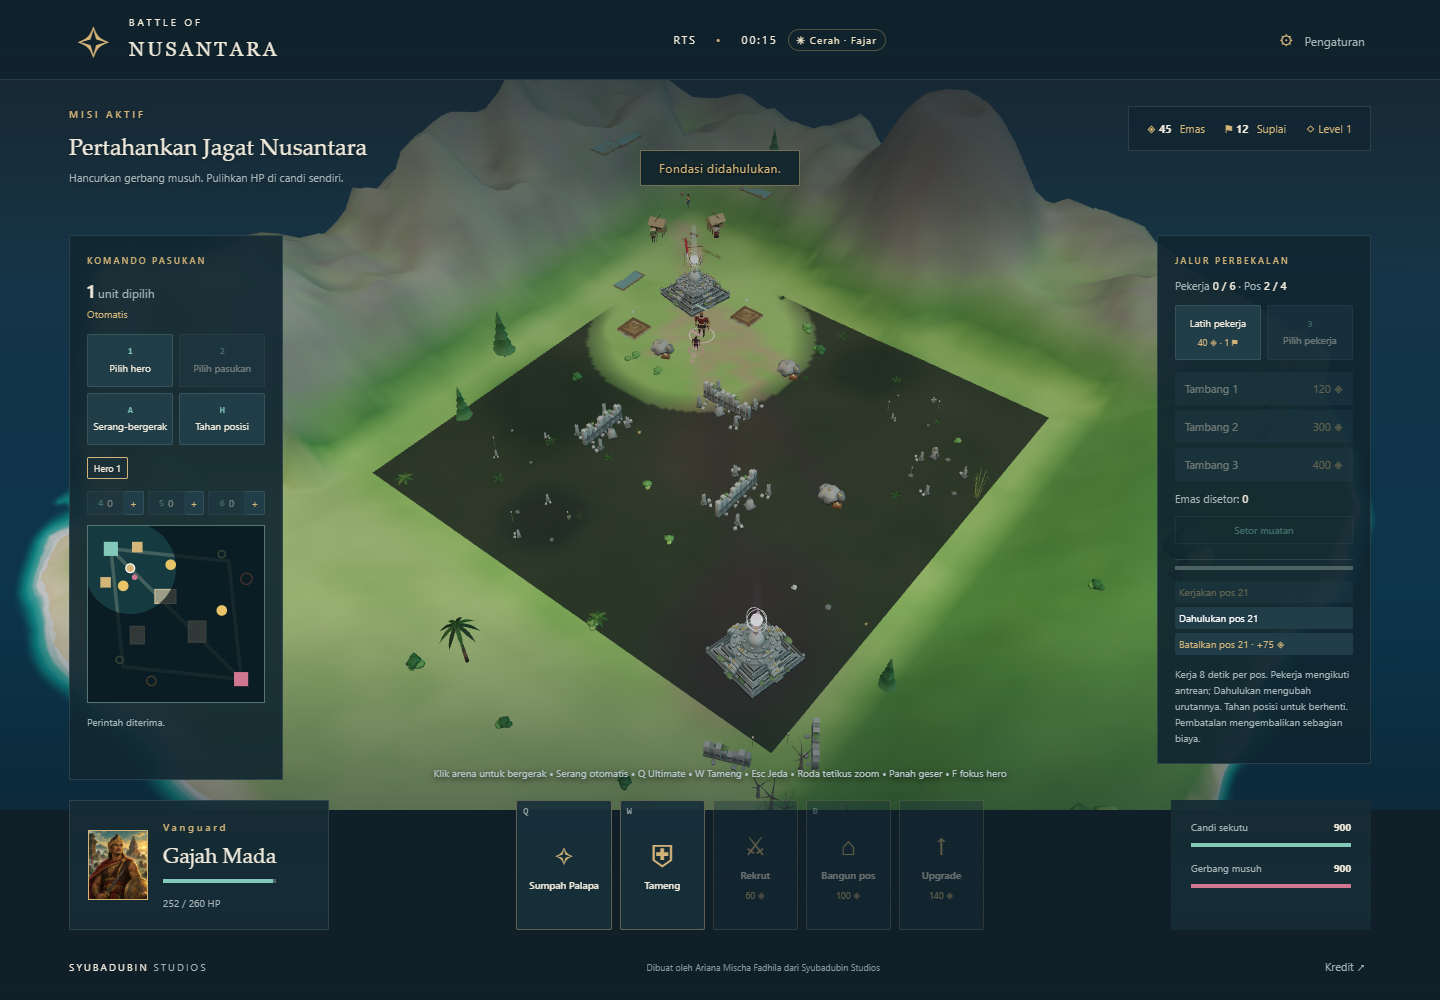 BATTLE OF
NUSANTARA
RTS • 00:15 Cerah · Fajar
Pengaturan
MISI AKTIF
Pertahankan Jagat Nusantara
Hancurkan gerbang musuh. Pulihkan HP di candi sendiri.
45 Emas 12 Suplai Level 1
Fondasi didahulukan.
KOMANDO PASUKAN
1 unit dipilih
Otomatis
1
Pilih hero
2
Pilih pasukan
A
Serang-bergerak
H
Tahan posisi
Hero 1
4 0 + 5 0 + 6 0 +
Perintah diterima.
JALUR PERBEKALAN
Pekerja 0 / 6 · Pos 2 / 4
Latih pekerja
40 ◈ · 1
3
Pilih pekerja
Tambang 1 120 ◈
Tambang 2 300 ◈
Tambang 3 400 ◈
Emas disetor: 0
Setor muatan
Kerjakan pos 21
Dahulukan pos 21
Batalkan pos 21 · +75 ◈
Kerja 8 detik per pos. Pekerja mengikuti
antrean; Dahulukan mengubah
urutannya. Tahan posisi untuk berhenti.
Pembatalan mengembalikan sebagian
biaya.
Klik arena untuk bergerak • Serang otomatis • Q Ultimate • W Tameng • Esc Jeda • Roda tetikus zoom • Panah geser • F fokus hero
Vanguard
Gajah Mada
252 / 260 HP
Q
Sumpah Palapa
W
Tameng
Rekrut
60 ◈
B
Bangun pos
100 ◈
Upgrade
140 ◈
Candi sekutu 900
Gerbang musuh 900
SYUBADUBIN STUDIOS
Dibuat oleh Ariana Mischa Fadhila dari Syubadubin Studios
Kredit ↗